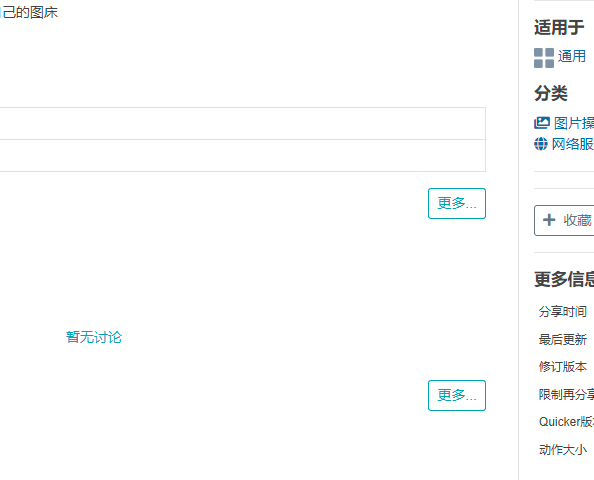 己的图床
更多...
暂无讨论
更多...
适用于
通用
分类
图片操
网络服
收藏
更多信息
分享时间
最后更新
修订版本
限制再分享
Quicker版本
动作大小